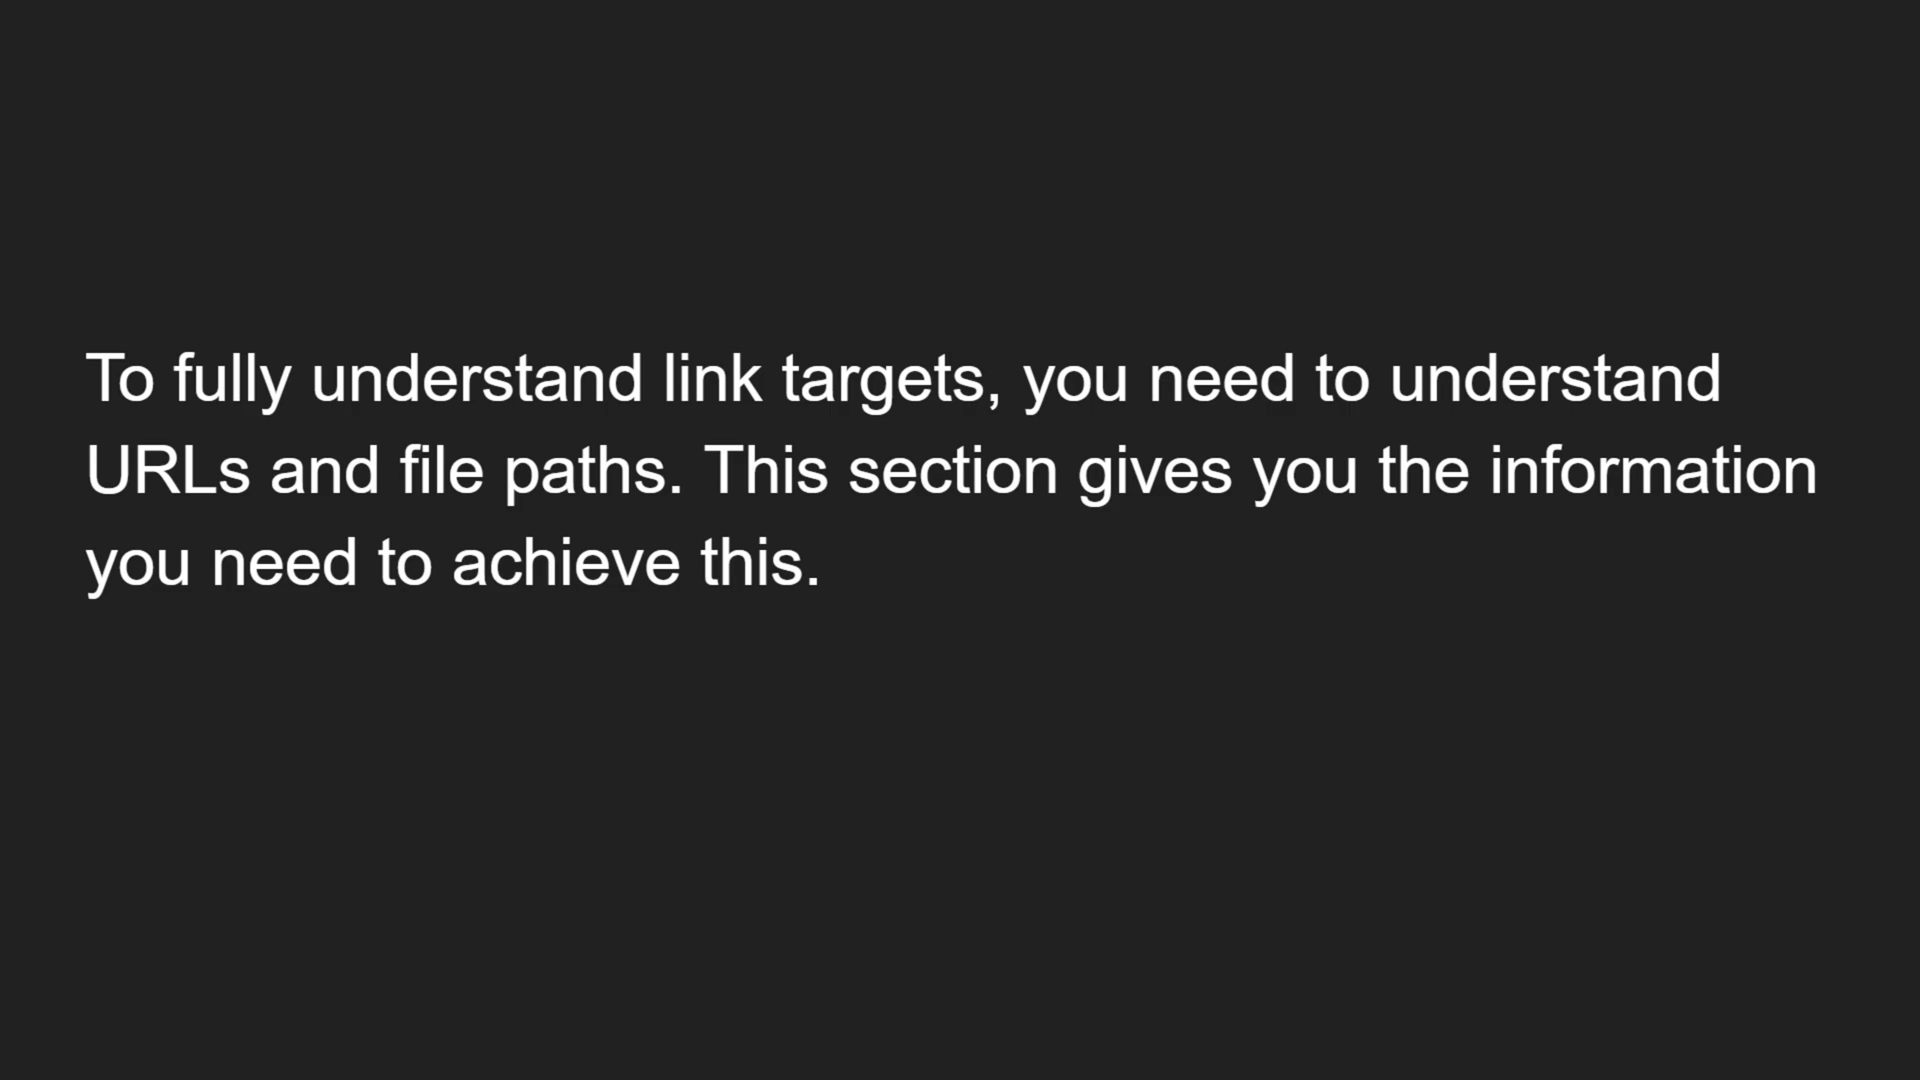 To fully understand link targets, you need to understand
URLs and file paths. This section gives you the information
you need to achieve this.